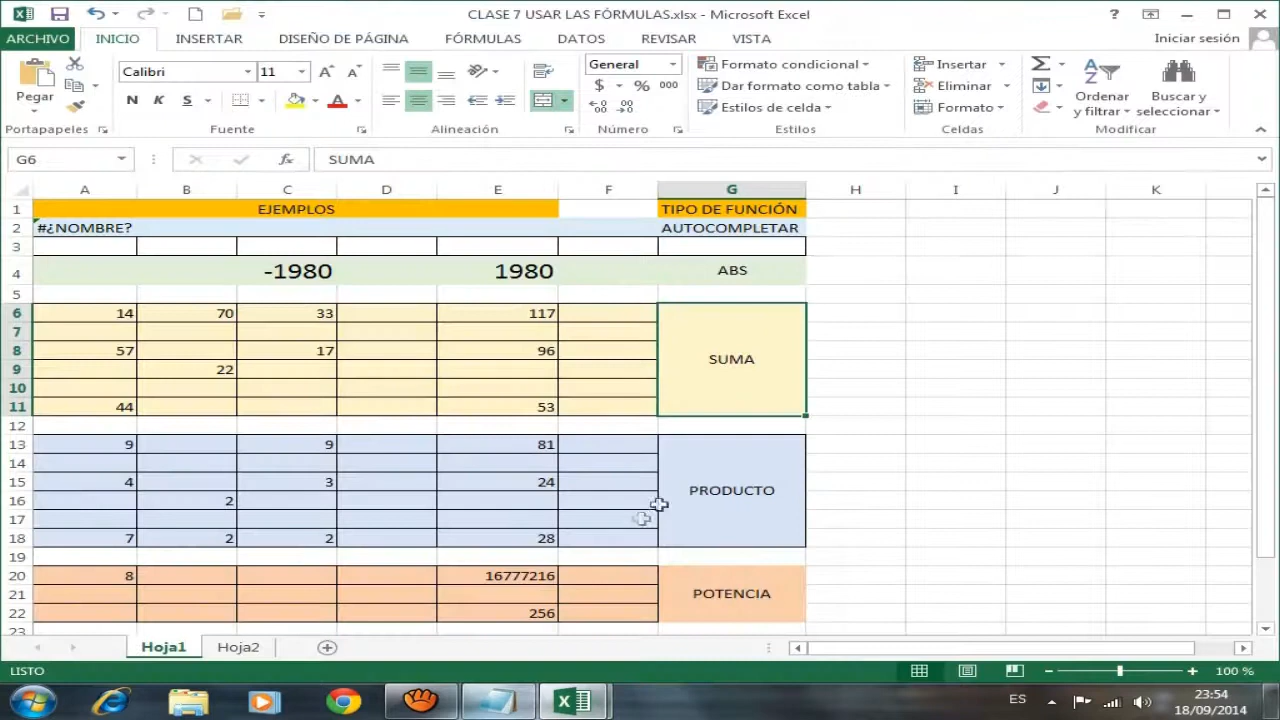 CLASE 7 USAR LAS FÓRMULAS.xlsx - Microsoft Excel
?
ARCHIVO INICIO INSERTAR DISEÑO DE PÁGINA FÓRMULAS DATOS REVISAR VISTA Iniciar sesión
Pegar
Calibri 11 A A
N K S A
General
$ % 000
Formato condicional
Dar formato como tabla
Estilos de celda
Insertar
Eliminar
Formato
Ordenar
y filtrar
Buscar y
seleccionar
Portapapeles Fuente Alineación Número Estilos Celdas Modificar
G6 fx SUMA
A B C D E F G H I J K
1 EJEMPLOS TIPO DE FUNCIÓN
2 #¿NOMBRE? AUTOCOMPLETAR
3
4 -1980 1980 ABS
5
6 14 70 33 117
7
8 57 17 96
SUMA
9 22
10
11 44 53
12
13 9 9 81
14
15 4 3 24
PRODUCTO
16 2
17
18 7 2 2 28
19
20 8 16777216
21 POTENCIA
22 256
23
Hoja1 Hoja2
LISTO 100 %
ES 23:54
18/09/2014